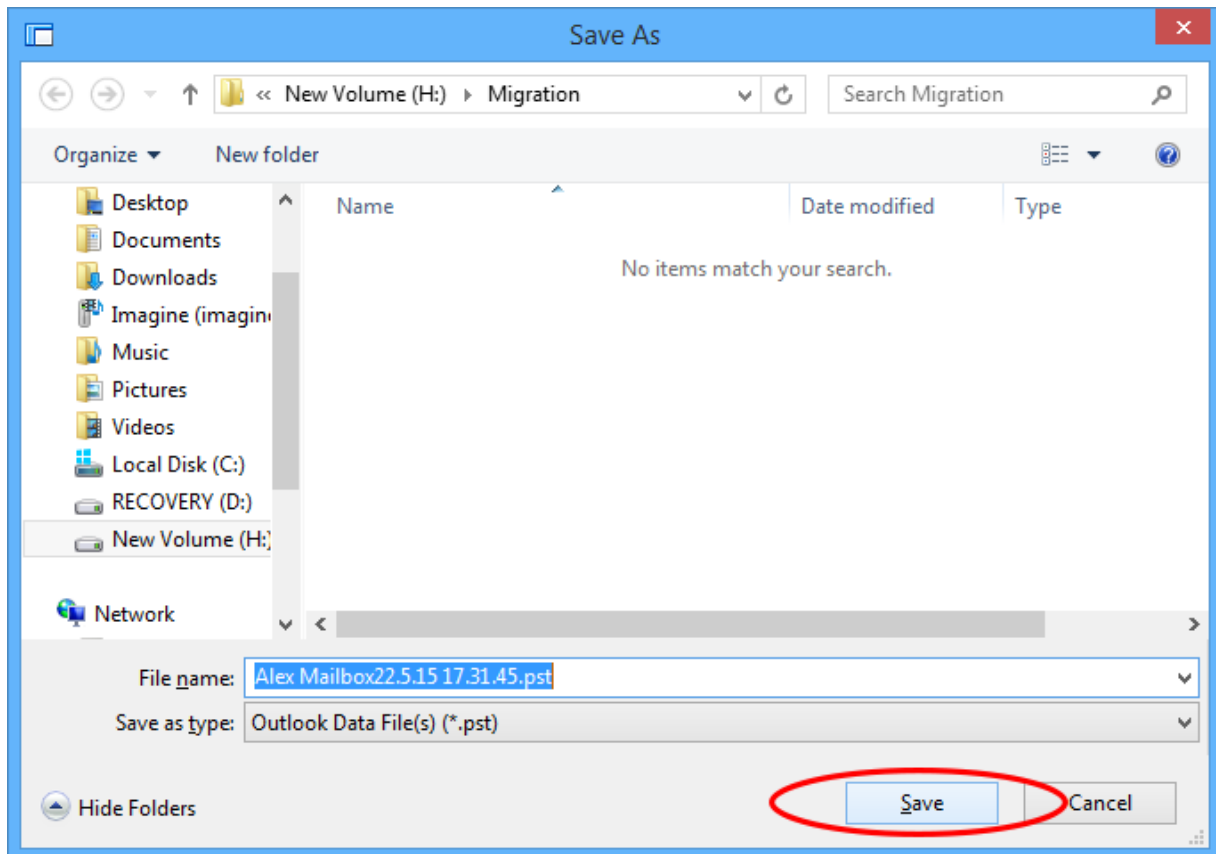 Save As
« New Volume (H:) Migration
Search Migration
Organize
New folder
Name
Date modified
Type
No items match your search.
Desktop
Documents
Downloads
Imagine (imagin
Music
Pictures
Videos
Local Disk (C:)
RECOVERY (D:)
New Volume (H:)
Network
File name: Alex Mailbox22.5.15 17.31.45.pst
Save as type: Outlook Data File(s) (*.pst)
Hide Folders
Save
Cancel